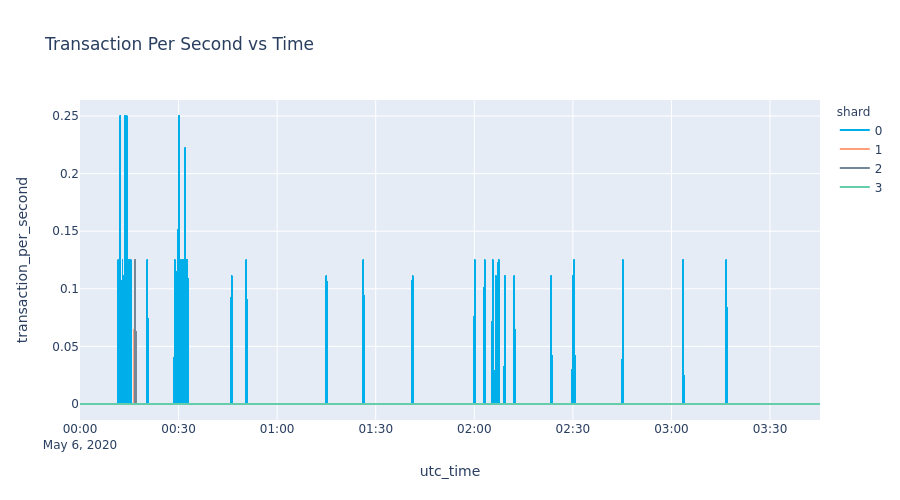 Transaction Per Second vs Time
shard
0
1
2
3
0.25
0.2
0.15
0.1
0.05
0
transaction_per_second
00:00 00:30 01:00 01:30 02:00 02:30 03:00 03:30
May 6, 2020
utc_time